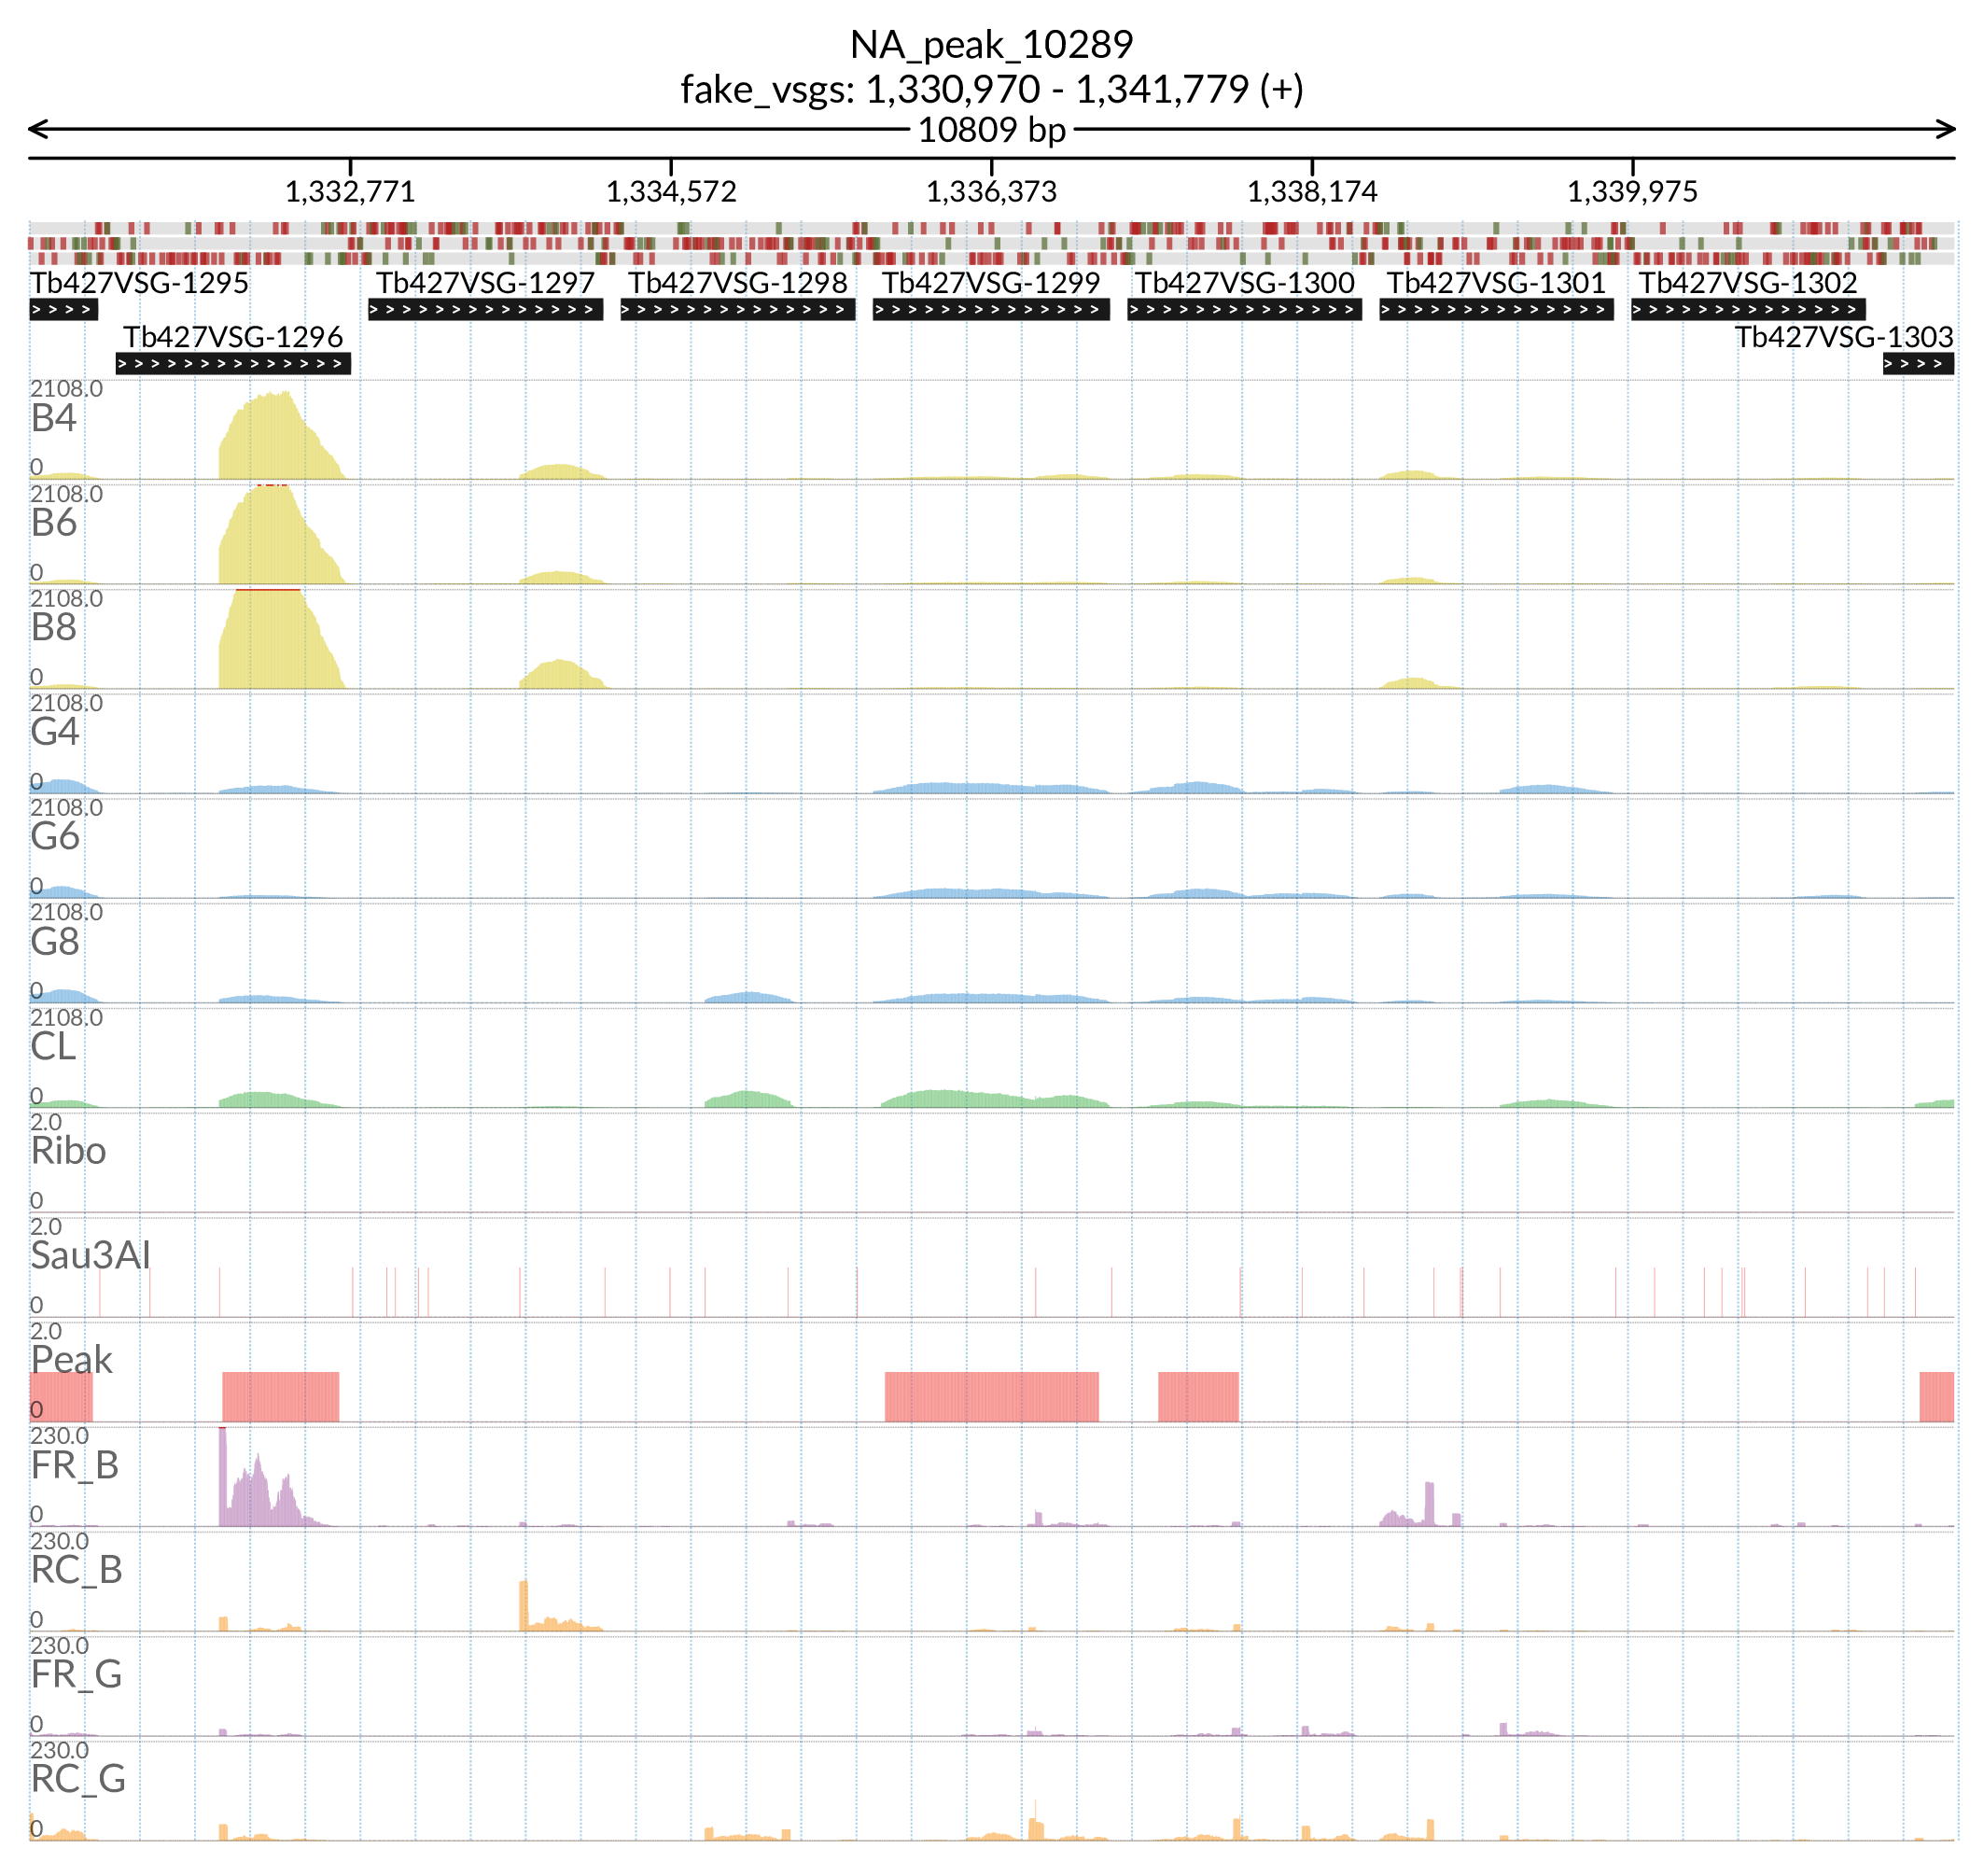 NA_peak_10289
fake_vsgs: 1,330,970 - 1,341,779 (+)
10809 bp
1,332,771 1,334,572 1,336,373 1,338,174 1,339,975
Tb427VSG-1295 Tb427VSG-1297 Tb427VSG-1298 Tb427VSG-1299 Tb427VSG-1300 Tb427VSG-1301 Tb427VSG-1302
Tb427VSG-1296 Tb427VSG-1303
2108.0
B4
0
2108.0
B6
0
2108.0
B8
0
2108.0
G4
0
2108.0
G6
0
2108.0
G8
0
2108.0
CL
0
2.0
Ribo
0
2.0
Sau3AI
0
2.0
Peak
0
230.0
FR_B
0
230.0
RC_B
0
230.0
FR_G
0
230.0
RC_G
0